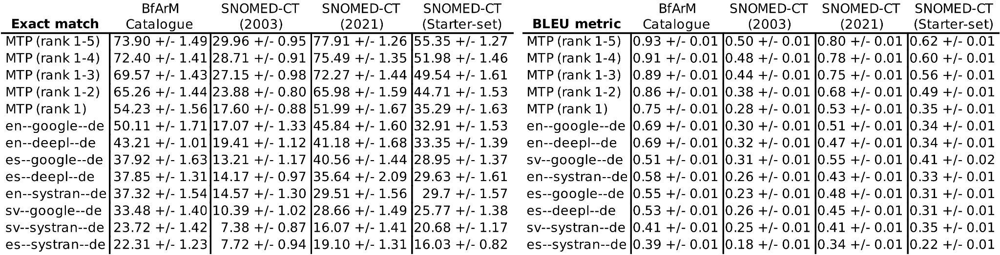 BfArM SNOMED-CT SNOMED-CT SNOMED-CT
Exact match Catalogue (2003) (2021) (Starter-set)
MTP (rank 1-5) 73.90 +/- 1.49 29.96 +/- 0.95 77.91 +/- 1.26 55.35 +/- 1.27
MTP (rank 1-4) 72.40 +/- 1.41 28.71 +/- 0.91 75.49 +/- 1.35 51.98 +/- 1.46
MTP (rank 1-3) 69.57 +/- 1.43 27.15 +/- 0.98 72.27 +/- 1.44 49.54 +/- 1.61
MTP (rank 1-2) 65.26 +/- 1.44 23.88 +/- 0.80 65.98 +/- 1.59 44.71 +/- 1.53
MTP (rank 1) 54.23 +/- 1.56 17.60 +/- 0.88 51.99 +/- 1.67 35.29 +/- 1.63
en--google--de 50.11 +/- 1.71 17.07 +/- 1.33 45.84 +/- 1.60 32.91 +/- 1.53
en--deepl--de 43.21 +/- 1.01 19.41 +/- 1.12 41.18 +/- 1.68 33.35 +/- 1.39
es--google--de 37.92 +/- 1.63 13.21 +/- 1.17 40.56 +/- 1.44 28.95 +/- 1.37
es--deepl--de 37.85 +/- 1.31 14.17 +/- 0.97 35.64 +/- 2.09 29.63 +/- 1.61
en--systran--de 37.32 +/- 1.54 14.57 +/- 1.30 29.51 +/- 1.56 29.7 +/- 1.57
sv--google--de 33.48 +/- 1.40 10.39 +/- 1.02 28.66 +/- 1.49 25.77 +/- 1.38
sv--systran--de 23.72 +/- 1.42 7.38 +/- 0.87 16.07 +/- 1.41 20.68 +/- 1.17
es--systran--de 22.31 +/- 1.23 7.72 +/- 0.94 19.10 +/- 1.31 16.03 +/- 0.82
BfArM SNOMED-CT SNOMED-CT SNOMED-CT
BLEU metric Catalogue (2003) (2021) (Starter-set)
MTP (rank 1-5) 0.93 +/- 0.01 0.50 +/- 0.01 0.80 +/- 0.01 0.62 +/- 0.01
MTP (rank 1-4) 0.91 +/- 0.01 0.48 +/- 0.01 0.78 +/- 0.01 0.60 +/- 0.01
MTP (rank 1-3) 0.89 +/- 0.01 0.44 +/- 0.01 0.75 +/- 0.01 0.56 +/- 0.01
MTP (rank 1-2) 0.86 +/- 0.01 0.38 +/- 0.01 0.68 +/- 0.01 0.49 +/- 0.01
MTP (rank 1) 0.75 +/- 0.01 0.28 +/- 0.01 0.53 +/- 0.01 0.35 +/- 0.01
en--google--de 0.69 +/- 0.01 0.30 +/- 0.01 0.51 +/- 0.01 0.34 +/- 0.01
en--deepl--de 0.69 +/- 0.01 0.32 +/- 0.01 0.47 +/- 0.01 0.34 +/- 0.01
sv--google--de 0.51 +/- 0.01 0.31 +/- 0.01 0.55 +/- 0.01 0.41 +/- 0.02
en--systran--de 0.58 +/- 0.01 0.26 +/- 0.01 0.43 +/- 0.01 0.33 +/- 0.01
es--google--de 0.55 +/- 0.01 0.23 +/- 0.01 0.48 +/- 0.01 0.31 +/- 0.01
es--deepl--de 0.53 +/- 0.01 0.26 +/- 0.01 0.45 +/- 0.01 0.31 +/- 0.01
sv--systran--de 0.41 +/- 0.01 0.25 +/- 0.01 0.41 +/- 0.01 0.35 +/- 0.01
es--systran--de 0.39 +/- 0.01 0.18 +/- 0.01 0.34 +/- 0.01 0.22 +/- 0.01